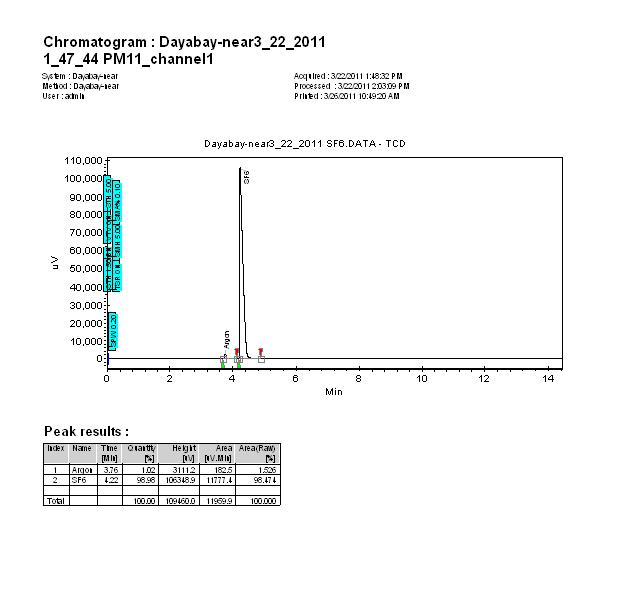 Chromatogram : Dayabay-near3_22_2011
1_47_44 PM11_channel1
System : Dayabay-near
Method : Dayabay-near
User : admin
Acquired : 3/22/2011 1:48:32 PM
Processed : 3/22/2011 2:03:09 PM
Printed : 3/26/2011 10:49:20 AM
Dayabay-near3_22_2011 SF6.DATA - TCD
110,000
100,000
90,000
80,000
70,000
60,000
50,000
40,000
30,000
20,000
10,000
0
uV
SPW 0.20
Argon
SF6
0 2 4 6 8 10 12 14
Min
Peak results :
Index Name Time Quantity Height Area Area(Raw)
[Min] [%] [uV] [uV.Min] [%]
1 Argon 3.76 1.02 3111.2 182.5 1.526
2 SF6 4.22 98.98 106348.9 11777.4 98.474
Total 100.00 109460.0 11959.9 100.000